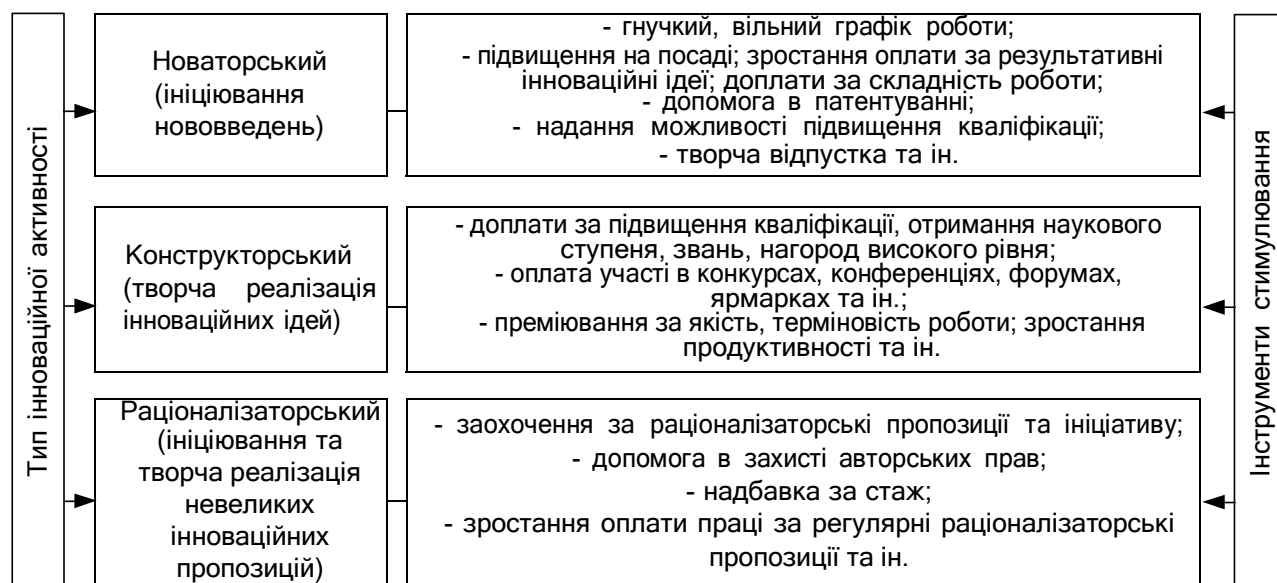 Тип інноваційної активності
Новаторський
(ініціювання
нововведень)
- гнучкий, вільний графік роботи;
- підвищення на посаді; зростання оплати за результативні
інноваційні ідеї; доплати за складність роботи;
- допомога в патентуванні;
- надання можливості підвищення кваліфікації;
- творча відпустка та ін.
Конструкторський
(творча реалізація
інноваційних ідей)
- доплати за підвищення кваліфікації, отримання наукового
ступеня, звань, нагород високого рівня;
- оплата участі в конкурсах, конференціях, форумах,
ярмарках та ін.;
- преміювання за якість, терміновість роботи; зростання
продуктивності та ін.
Раціоналізаторський
(ініціювання та
творча реалізація
невеликих
інноваційних
пропозицій)
- заохочення за раціоналізаторські пропозиції та ініціативу;
- допомога в захисті авторських прав;
- надбавка за стаж;
- зростання оплати праці за регулярні раціоналізаторські
пропозиції та ін.
Інструменти стимулювання